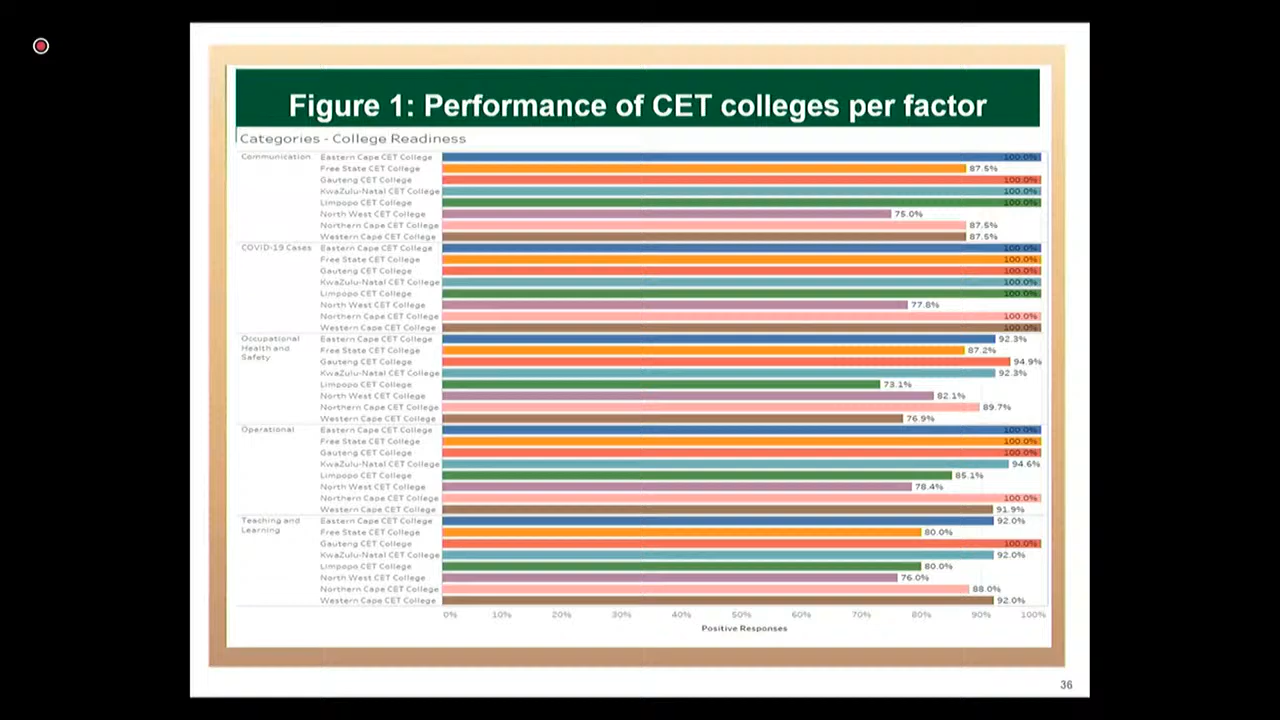 Figure 1: Performance of CET colleges per factor
Categories - College Readiness
Communication
Eastern Cape CET College 100.0%
Free State CET College 87.5%
Gauteng CET College 100.0%
KwaZulu-Natal CET College 100.0%
Limpopo CET College 100.0%
North West CET College 75.0%
Northern Cape CET College 87.5%
Western Cape CET College 87.5%
COVID-19 Cases
Eastern Cape CET College 100.0%
Free State CET College 100.0%
Gauteng CET College 100.0%
KwaZulu-Natal CET College 100.0%
Limpopo CET College 100.0%
North West CET College 77.8%
Northern Cape CET College 100.0%
Western Cape CET College 100.0%
Occupational
Health and
Safety
Eastern Cape CET College 92.3%
Free State CET College 87.2%
Gauteng CET College 94.9%
KwaZulu-Natal CET College 92.3%
Limpopo CET College 73.1%
North West CET College 82.1%
Northern Cape CET College 89.7%
Western Cape CET College 76.9%
Operational
Eastern Cape CET College 100.0%
Free State CET College 100.0%
Gauteng CET College 100.0%
KwaZulu-Natal CET College 94.6%
Limpopo CET College 85.1%
North West CET College 78.4%
Northern Cape CET College 100.0%
Western Cape CET College 91.9%
Teaching and
Learning
Eastern Cape CET College 92.0%
Free State CET College 80.0%
Gauteng CET College 100.0%
KwaZulu-Natal CET College 92.0%
Limpopo CET College 80.0%
North West CET College 76.0%
Northern Cape CET College 88.0%
Western Cape CET College 92.0%
0% 10% 20% 30% 40% 50% 60% 70% 80% 90% 100%
Positive Responses
36